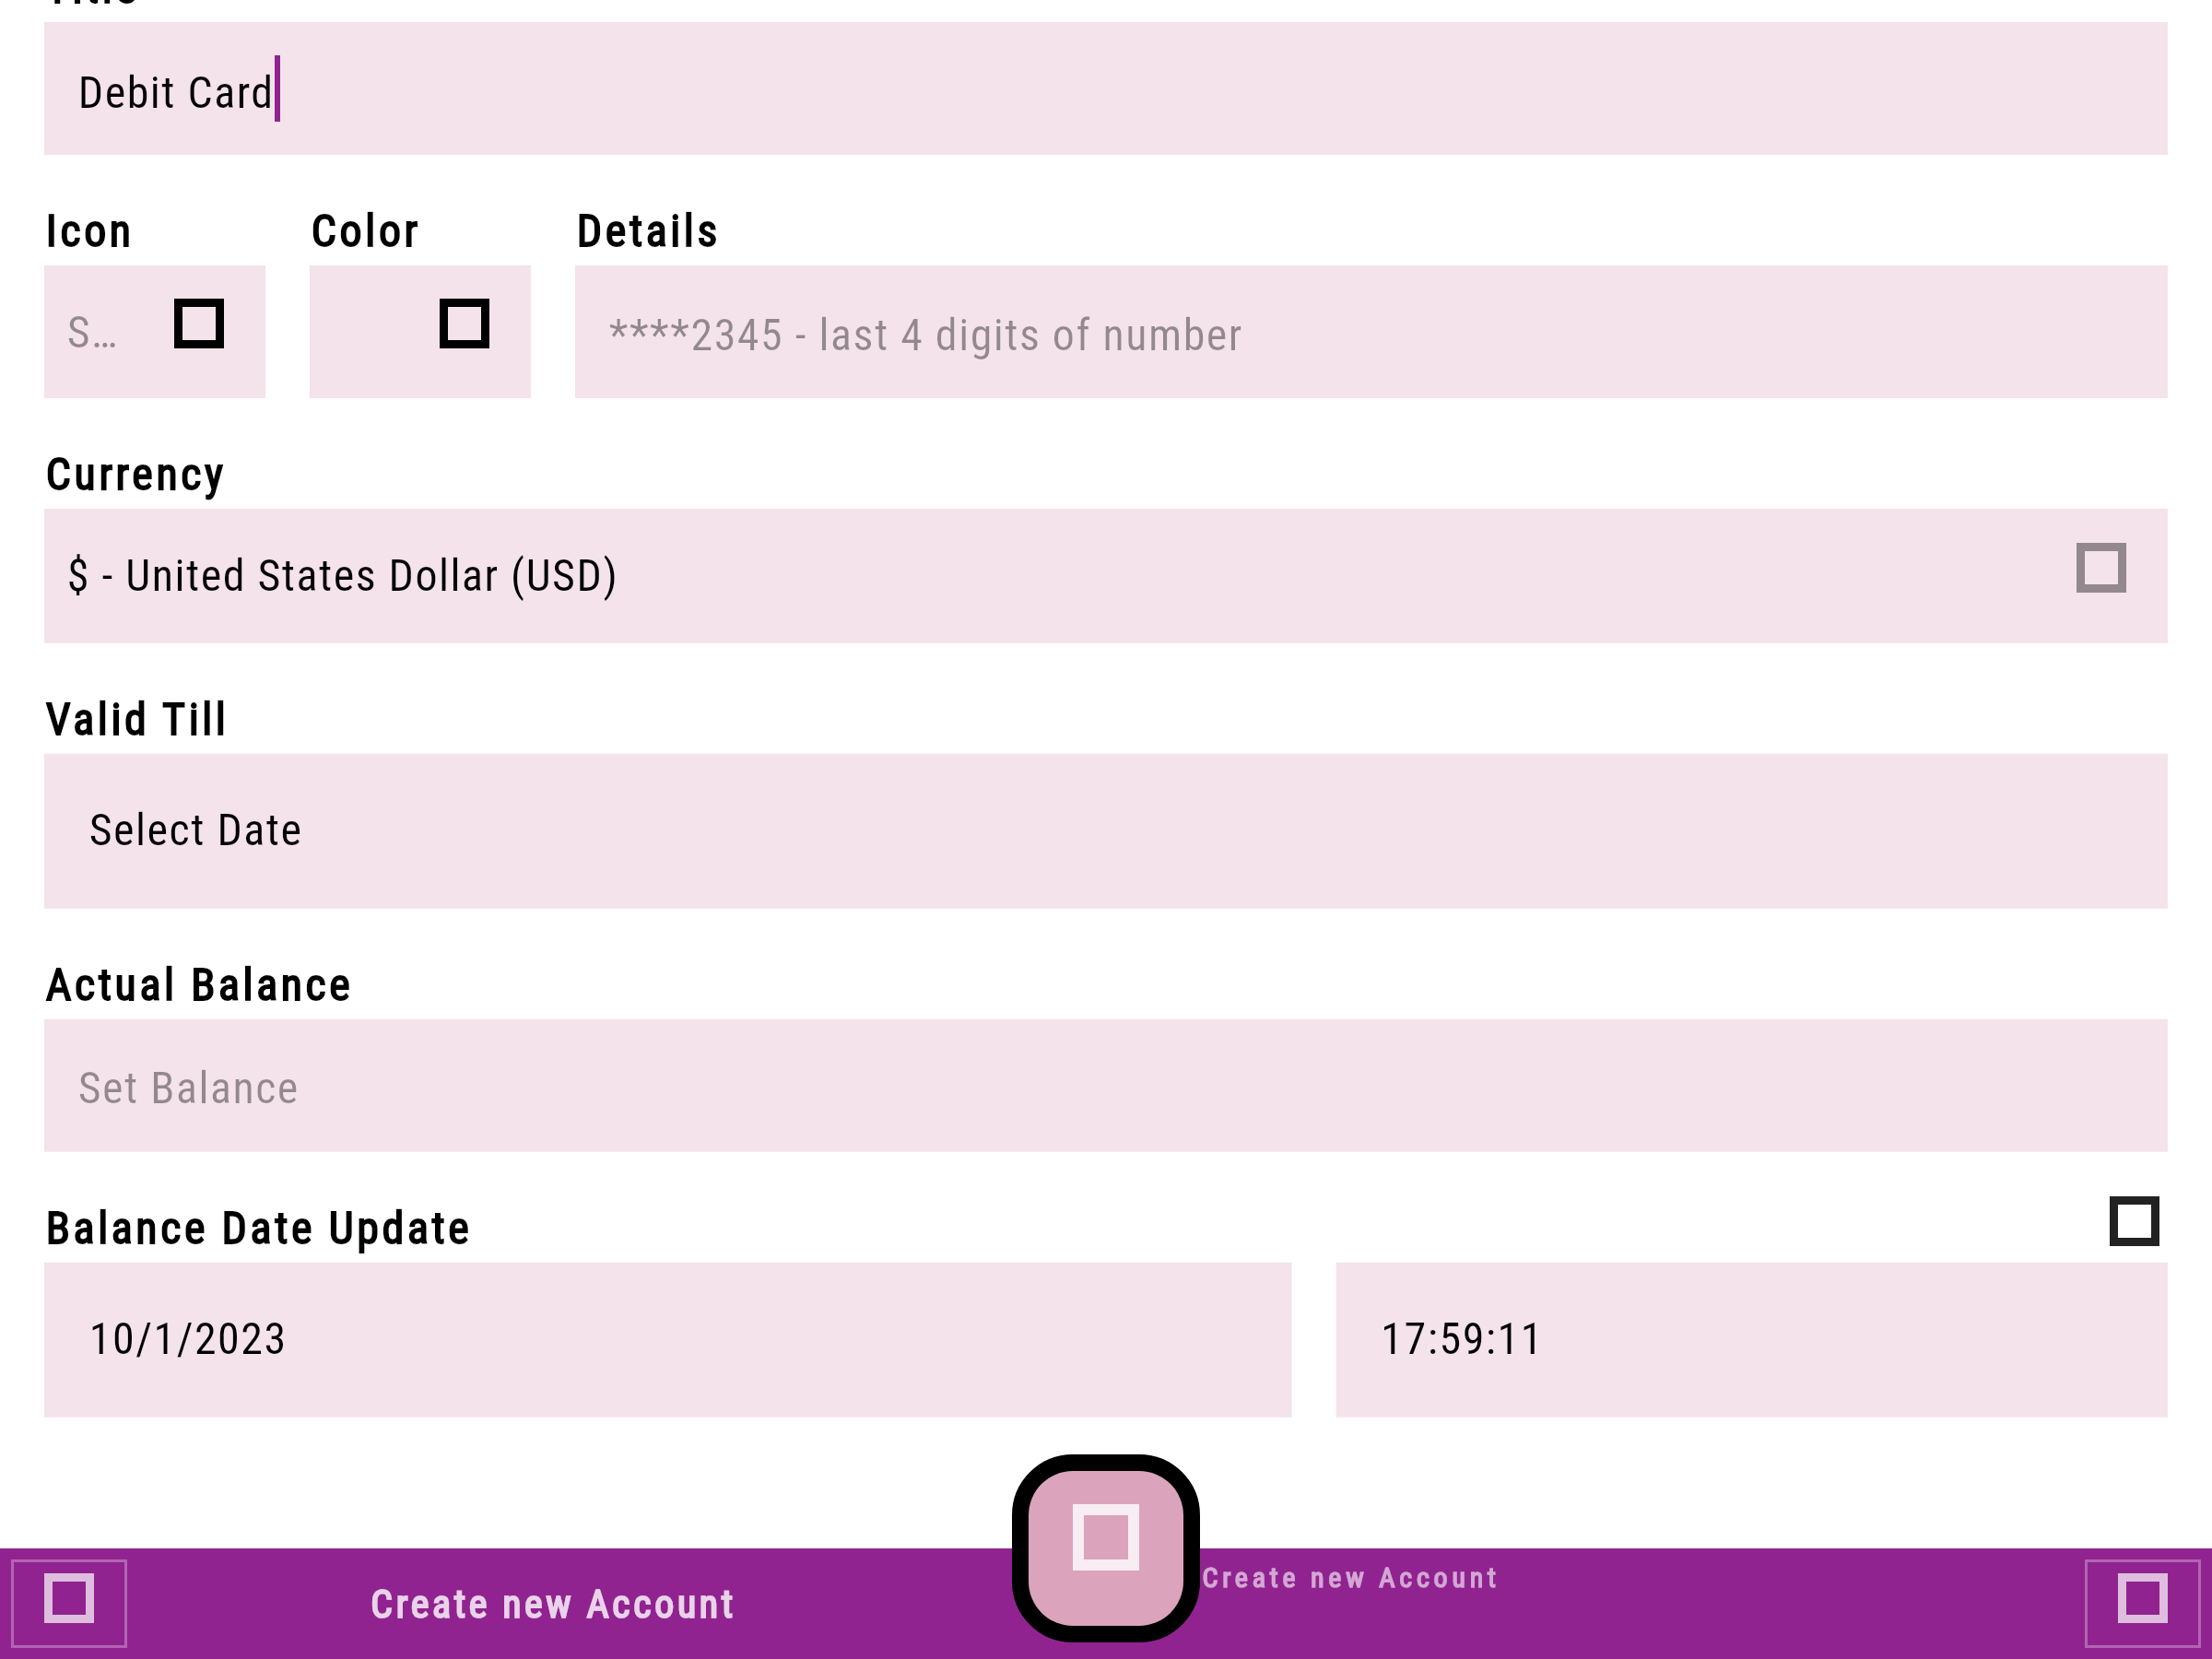 Title
Debit Card
Icon Color Details
S… ****2345 - last 4 digits of number
Currency
$ - United States Dollar (USD)
Valid Till
Select Date
Actual Balance
Set Balance
Balance Date Update
10/1/2023 17:59:11
Create new Account Create new Account